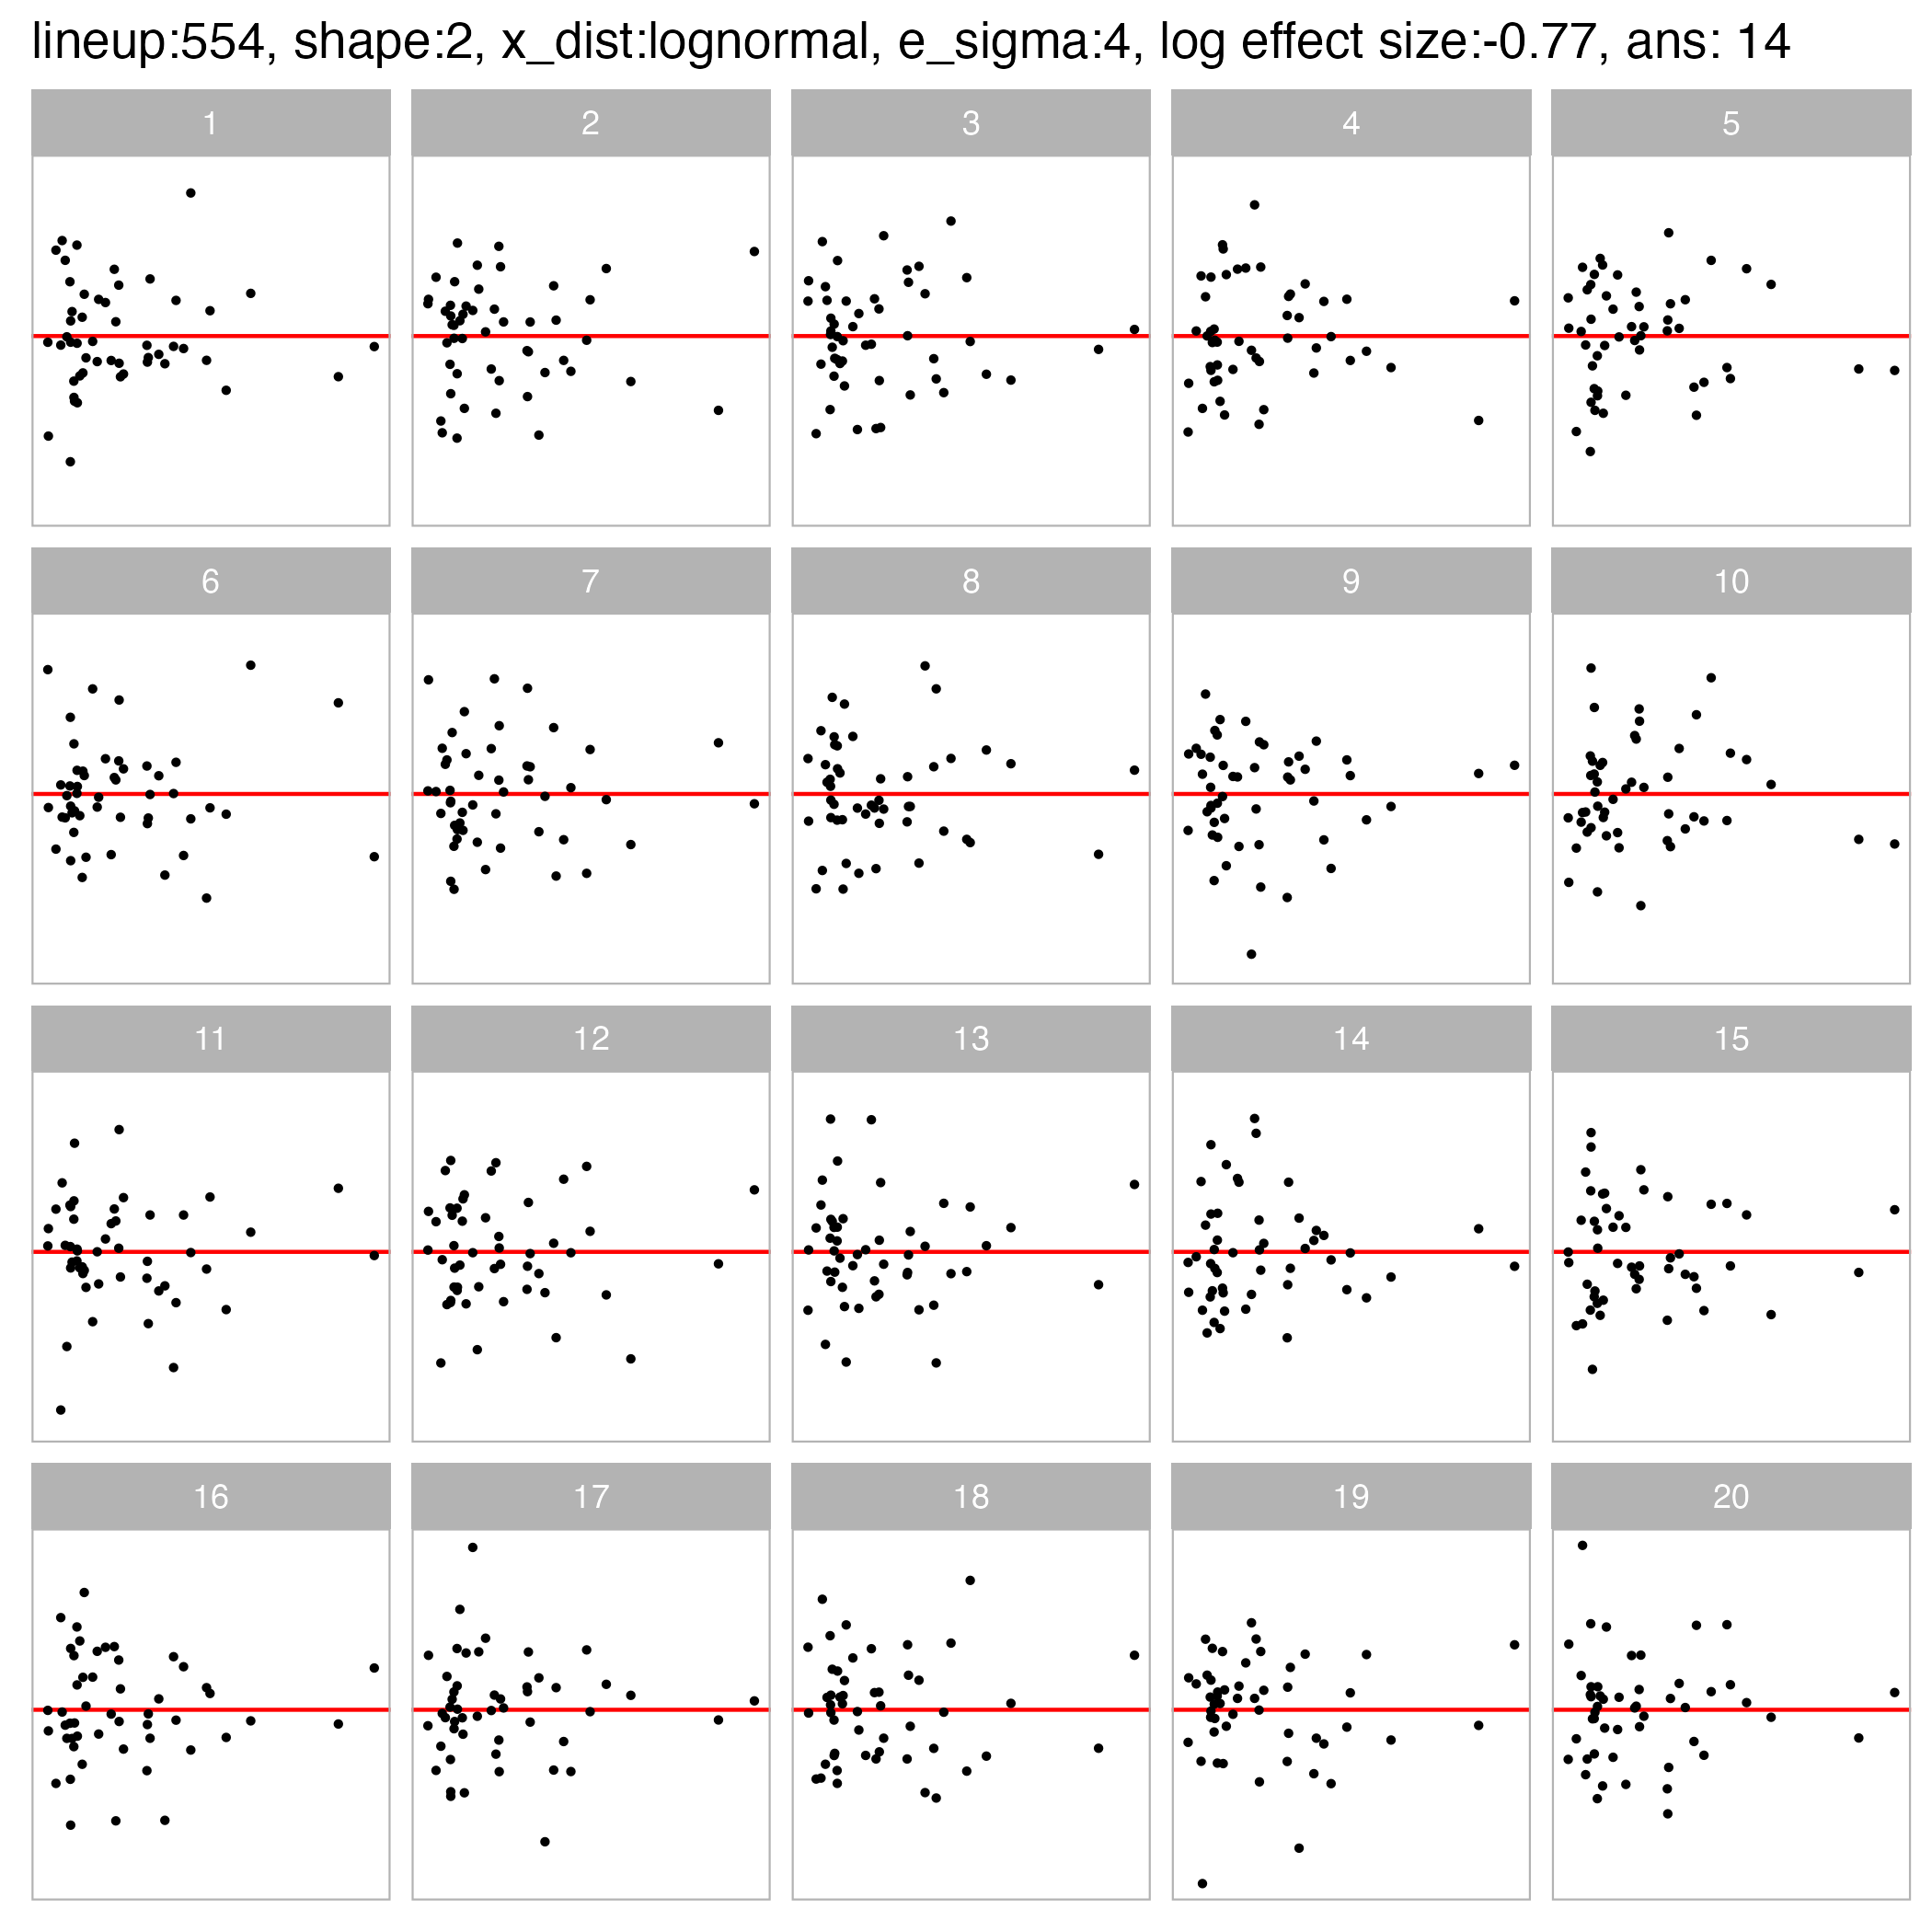 lineup:554, shape:2, x_dist:lognormal, e_sigma:4, log effect size:-0.77, ans: 14
1 2 3 4 5
6 7 8 9 10
11 12 13 14 15
16 17 18 19 20